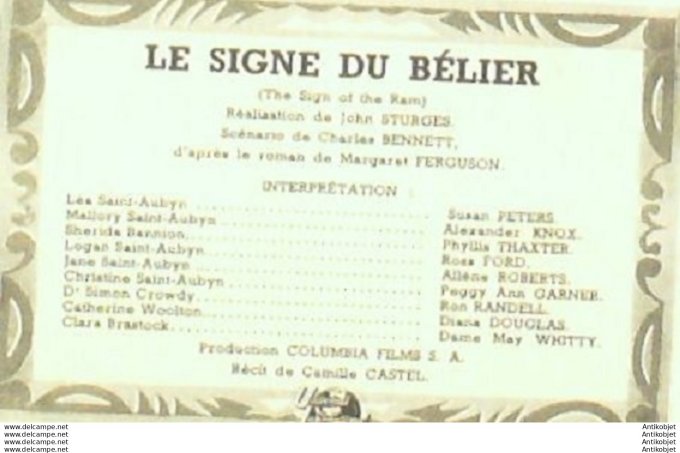 LE SIGNE DU BÉLIER
(The Sign of the Ram)
Réalisation de John STURGES.
Scénario de Charles BENNETT,
d'après le roman de Margaret FERGUSON.
INTERPRÉTATION :
Léa Saint-Aubyn ........ Susan PETERS
Mallory Saint-Aubyn ........ Alexander KNOX.
Sherida Bannion ........ Phyllis THAXTER.
Logan Saint-Aubyn ........ Ross FORD.
Jane Saint-Aubyn ........ Allène ROBERTS.
Christine Saint-Aubyn ........ Peggy Ann GARNER.
Dr Simon Crowdy ........ Ron RANDELL.
Catherine Woolton ........ Diana DOUGLAS.
Clara Brastock ........ Dame May WHITTY.
Production COLUMBIA FILMS S. A.
Récit de Camille CASTEL.
www.delcampe.net Antikobjet
www.delcampe.net Antikobjet
www.delcampe.net Antikobjet